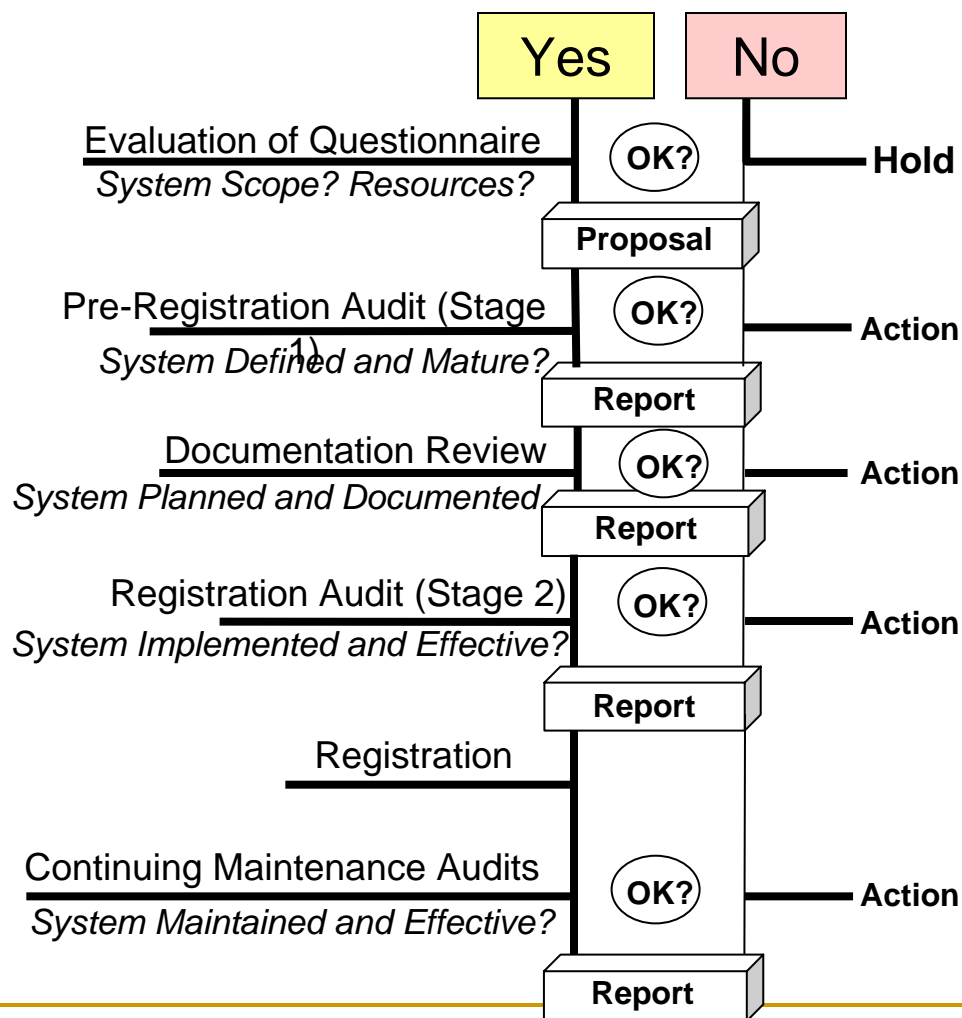 Yes No
Evaluation of Questionnaire OK? Hold
System Scope? Resources?
Proposal
Pre-Registration Audit (Stage
1)
OK? Action
System Defined and Mature?
Report
Documentation Review OK? Action
System Planned and Documented
Report
Registration Audit (Stage 2) OK? Action
System Implemented and Effective?
Report
Registration
Continuing Maintenance Audits OK? Action
System Maintained and Effective?
Report